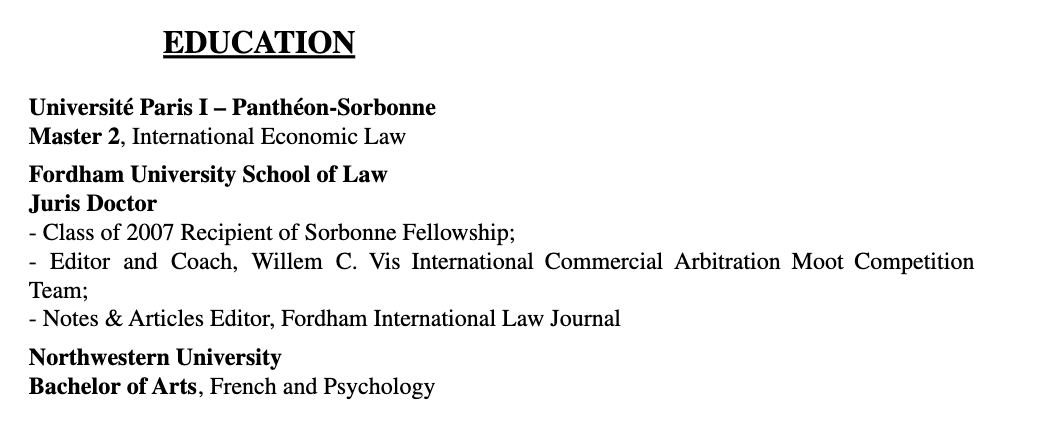 EDUCATION
Université Paris I – Panthéon-Sorbonne
Master 2, International Economic Law
Fordham University School of Law
Juris Doctor
- Class of 2007 Recipient of Sorbonne Fellowship;
- Editor and Coach, Willem C. Vis International Commercial Arbitration Moot Competition
Team;
- Notes & Articles Editor, Fordham International Law Journal
Northwestern University
Bachelor of Arts, French and Psychology